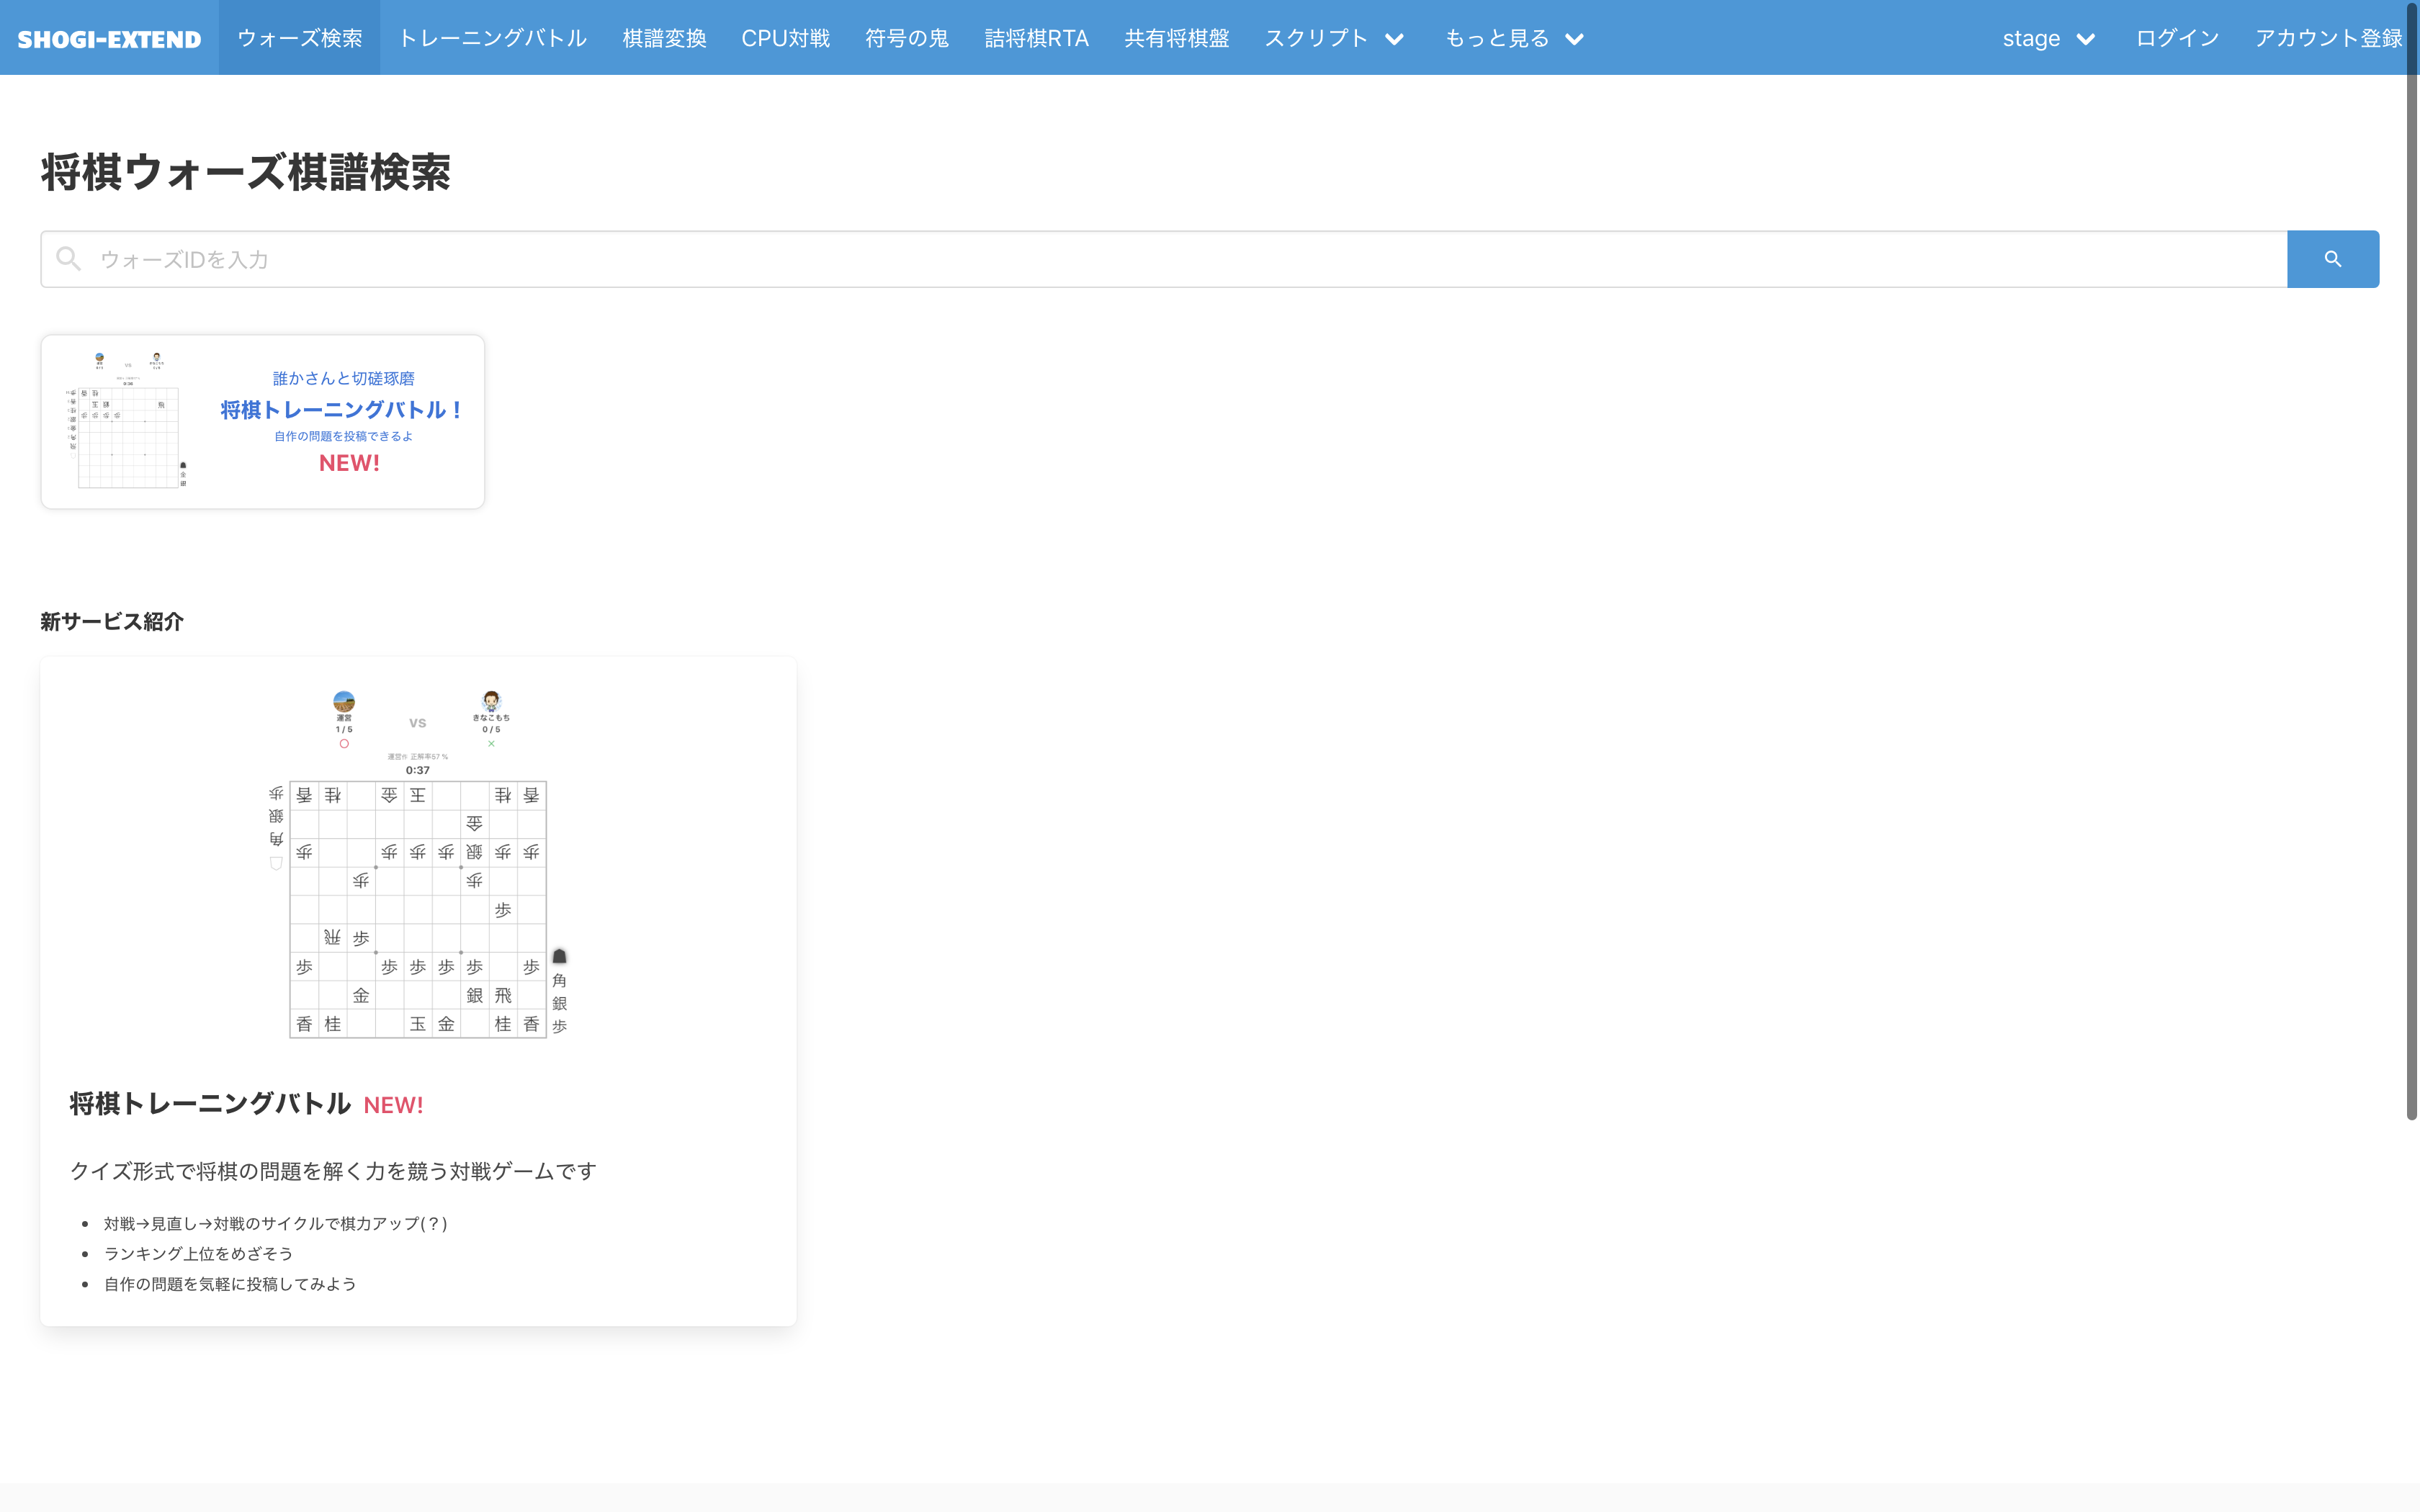 SHOGI-EXTEND ウォーズ検索 トレーニングバトル 棋譜変換 CPU対戦 符号の鬼 詰将棋RTA 共有将棋盤 スクリプト もっと見る stage ログイン アカウント登録
将棋ウォーズ棋譜検索
ウォーズIDを入力
誰かさんと切磋琢磨
将棋トレーニングバトル！
自作の問題を投稿できるよ
NEW!
新サービス紹介
運営 VS きなこもち
1 / 5 0 / 5
運営作 正解率57 %
0:37
歩 香 桂 金 王 桂 香
銀 金
角 歩 歩 歩 歩 銀 歩 歩
歩 歩
歩
飛 歩
歩 歩 歩 歩 歩 歩
角
金 銀 飛 銀
香 桂 玉 金 桂 香 歩
将棋トレーニングバトル NEW!
クイズ形式で将棋の問題を解く力を競う対戦ゲームです
対戦→見直し→対戦のサイクルで棋力アップ(？)
ランキング上位をめざそう
自作の問題を気軽に投稿してみよう